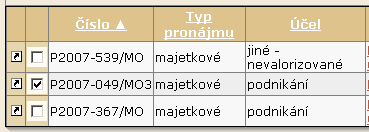 Číslo ▲ Typ pronájmu Účel
P2007-539/MO majetkové jiné - nevalorizované
P2007-049/MO3 majetkové podnikání
P2007-367/MO majetkové podnikání